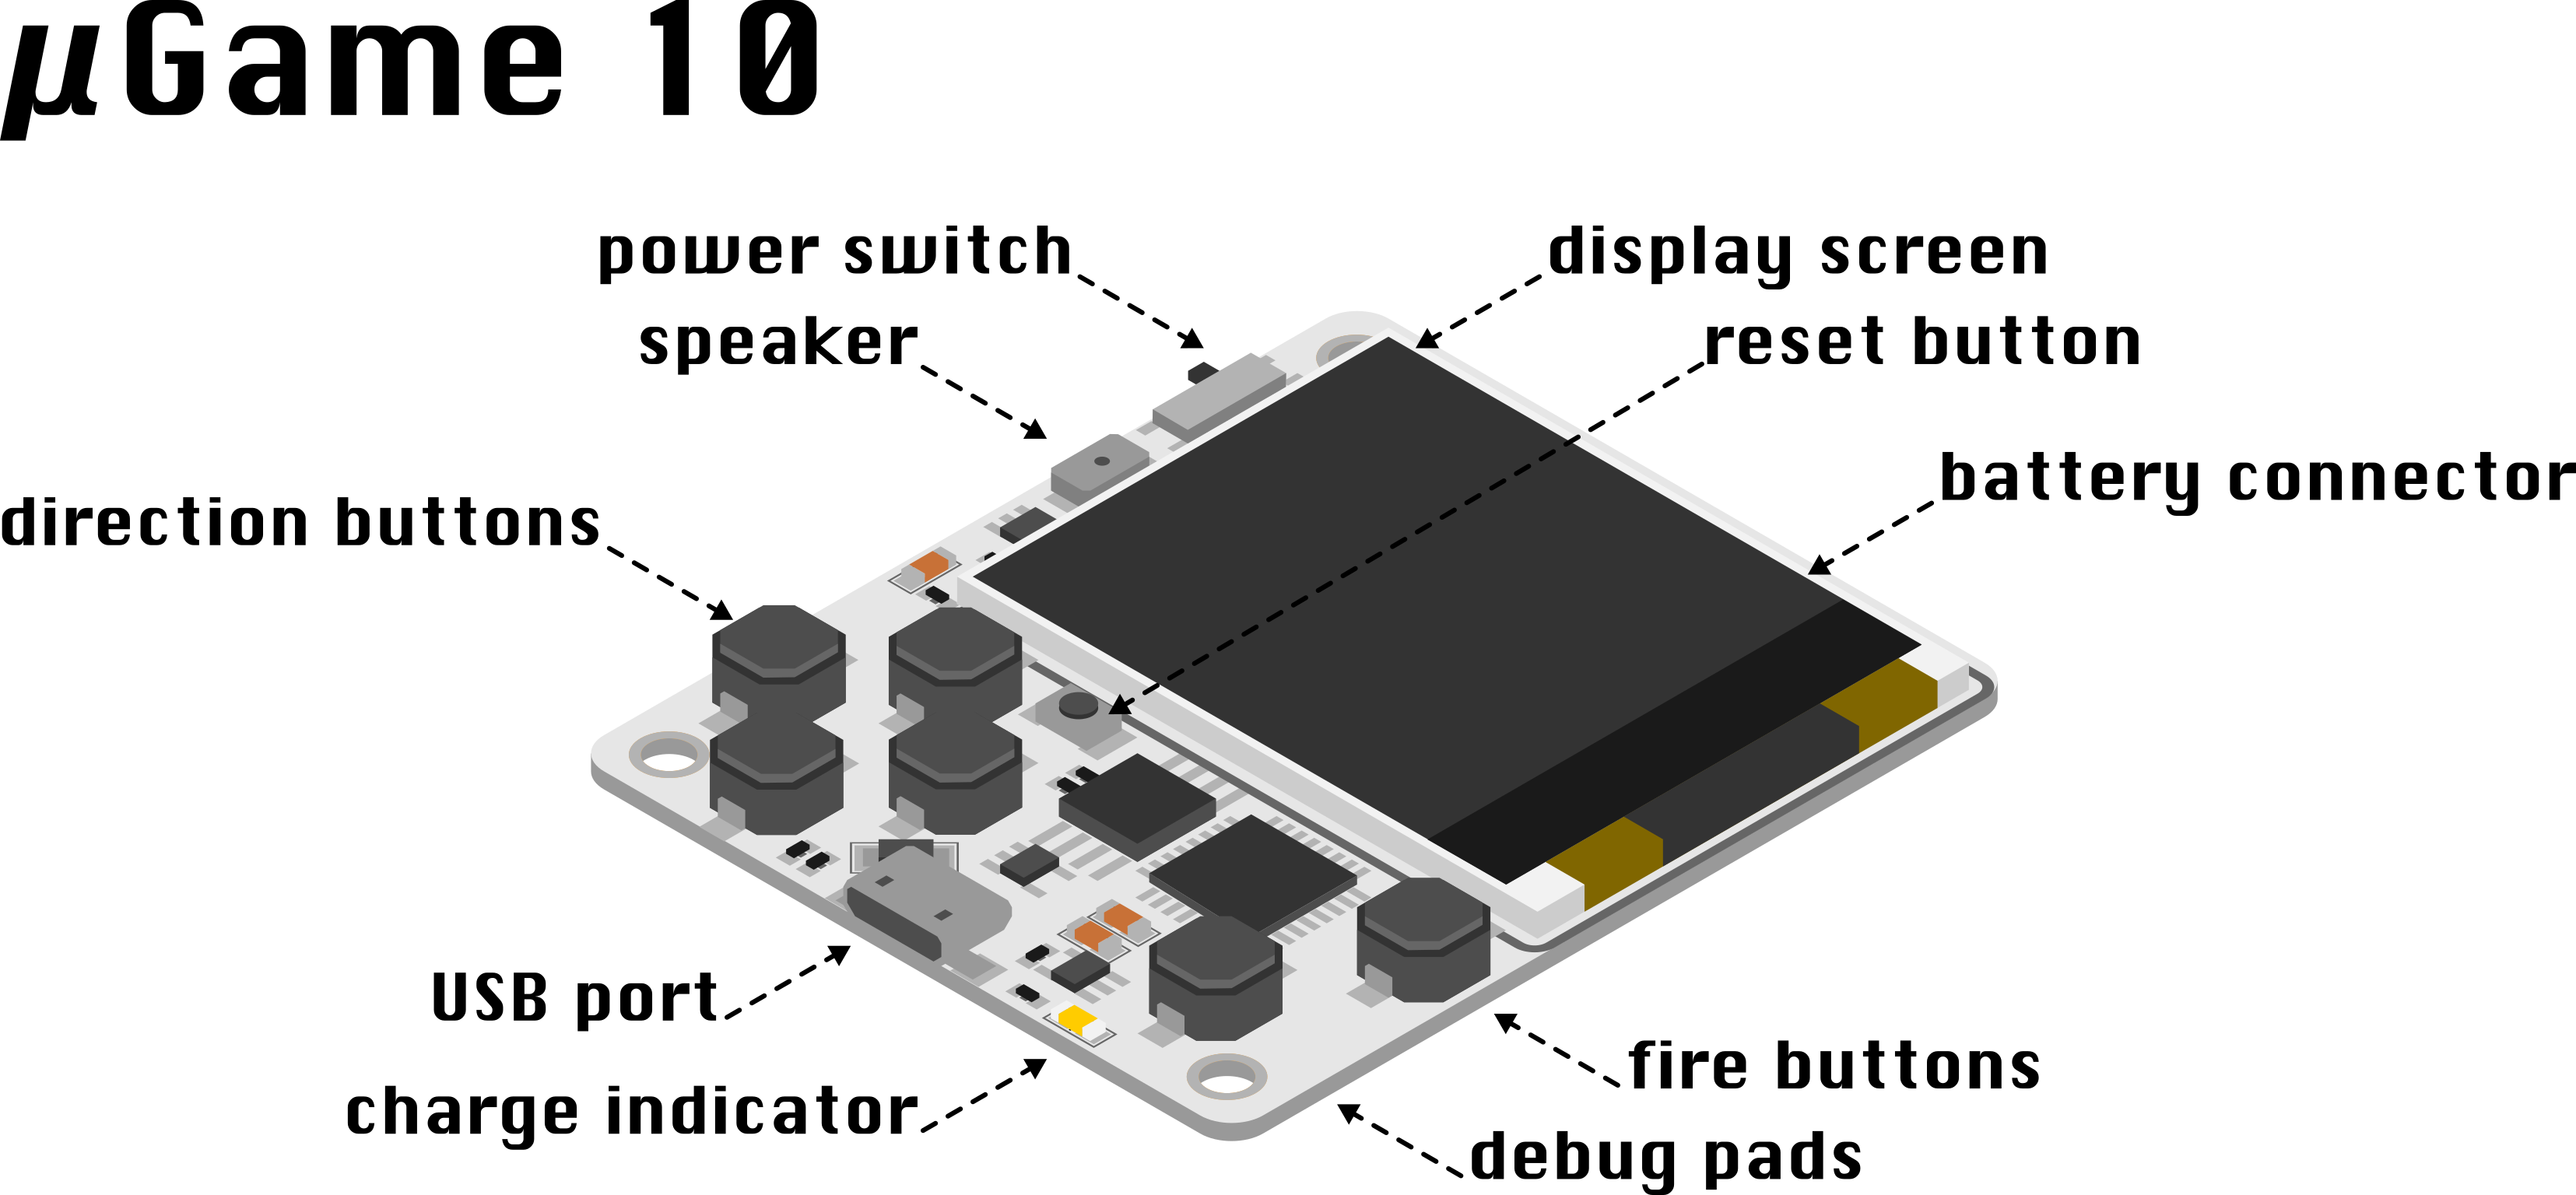 µGame 10
power switch
display screen
speaker
reset button
battery connector
direction buttons
USB port
fire buttons
charge indicator
debug pads